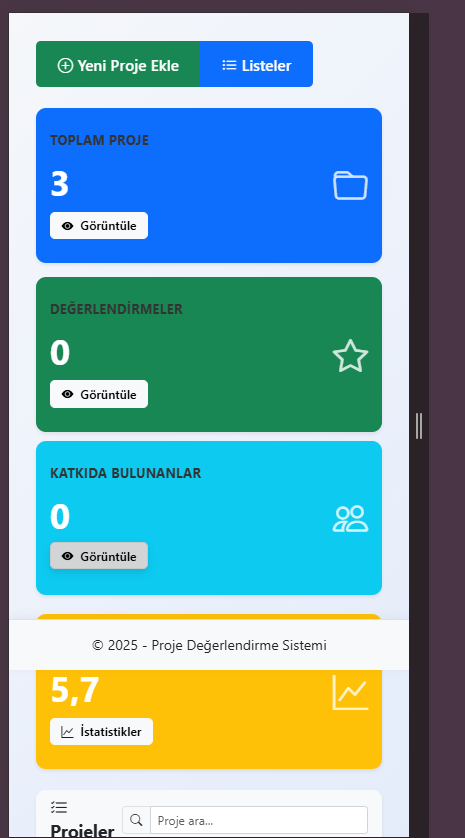 Yeni Proje Ekle
Listeler
TOPLAM PROJE
3
Görüntüle
DEĞERLENDİRMELER
0
Görüntüle
KATKIDA BULUNANLAR
0
Görüntüle
© 2025 - Proje Değerlendirme Sistemi
5,7
İstatistikler
Projeler
Proje ara...